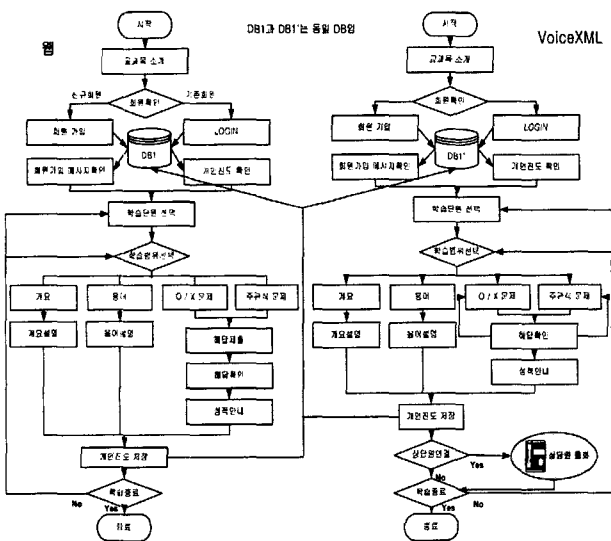 웹
DB1과 DB1'는 동일 DB임
VoiceXML
시작
교과목 소개
신규회원
회원확인
기존회원
회원 가입
LOGIN
DB1
회원가입 메시지확인
개인진도 확인
학습단원 선택
학습범위선택
개요
용어
O / X 문제
주관식 문제
개요설명
용어설명
해답제출
해답확인
성적안내
개인진도 저장
학습종료
No
Yes
종료
시작
교과목 소개
회원확인
회원 가입
LOGIN
DB1'
회원가입 메시지확인
개인진도 확인
학습단원 선택
학습범위선택
개요
용어
O / X 문제
주관식 문제
개요설명
용어설명
해답확인
성적안내
개인진도 저장
상담원연결
Yes
상담원 통화
No
학습종료
Yes
No
종료